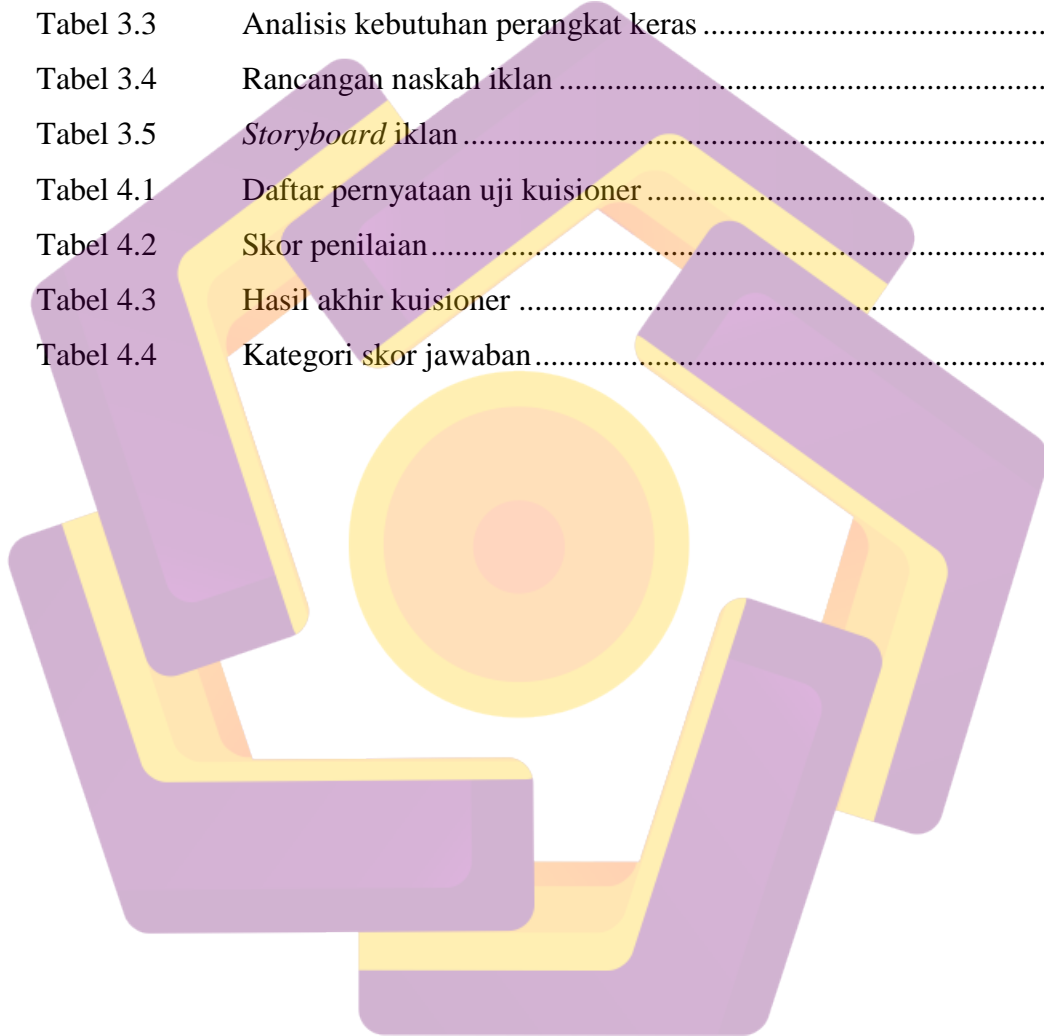 Tabel 3.3 Analisis kebutuhan perangkat keras ...........................................
Tabel 3.4 Rancangan naskah iklan .............................................................
Tabel 3.5 Storyboard iklan .........................................................................
Tabel 4.1 Daftar pernyataan uji kuisioner ..................................................
Tabel 4.2 Skor penilaian .............................................................................
Tabel 4.3 Hasil akhir kuisioner ..................................................................
Tabel 4.4 Kategori skor jawaban ................................................................